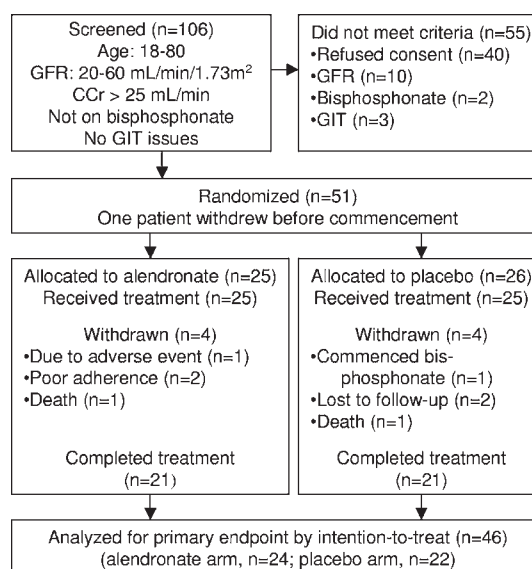 Screened (n=106)
Age: 18-80
GFR: 20-60 mL/min/1.73m²
CCr > 25 mL/min
Not on bisphosphonate
No GIT issues
Did not meet criteria (n=55)
•Refused consent (n=40)
•GFR (n=10)
•Bisphosphonate (n=2)
•GIT (n=3)
Randomized (n=51)
One patient withdrew before commencement
Allocated to alendronate (n=25)
Received treatment (n=25)
Withdrawn (n=4)
•Due to adverse event (n=1)
•Poor adherence (n=2)
•Death (n=1)
Completed treatment
(n=21)
Allocated to placebo (n=26)
Received treatment (n=25)
Withdrawn (n=4)
•Commenced bis-
phosphonate (n=1)
•Lost to follow-up (n=2)
•Death (n=1)
Completed treatment
(n=21)
Analyzed for primary endpoint by intention-to-treat (n=46)
(alendronate arm, n=24; placebo arm, n=22)